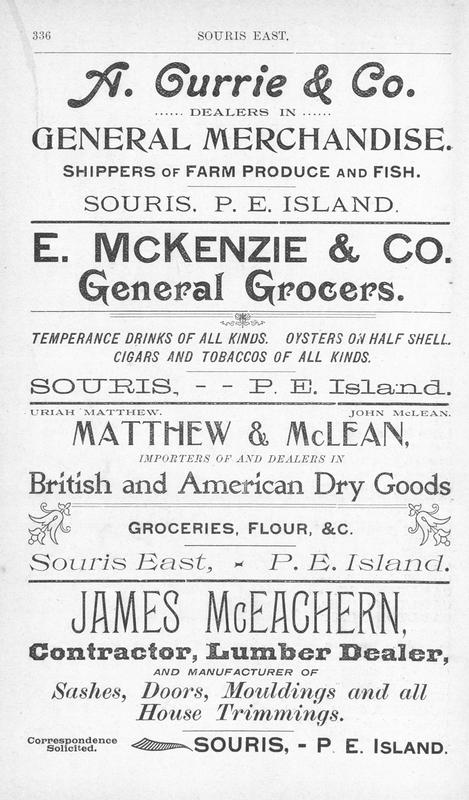 336
SOURIS EAST.
A. Currie & Co.
...... DEALERS IN ......
GENERAL MERCHANDISE.
SHIPPERS OF FARM PRODUCE AND FISH.
SOURIS. P. E. ISLAND.
E. McKENZIE & CO.
General Grocers.
TEMPERANCE DRINKS OF ALL KINDS. OYSTERS ON HALF SHELL.
CIGARS AND TOBACCOS OF ALL KINDS.
SOURIS, - - P. E. Island.
URIAH MATTHEW. JOHN McLEAN.
MATTHEW & McLEAN,
IMPORTERS OF AND DEALERS IN
British and American Dry Goods
GROCERIES, FLOUR, &C.
Souris East, - P. E. Island.
JAMES McEACHERN,
Contractor, Lumber Dealer,
AND MANUFACTURER OF
Sashes, Doors, Mouldings and all
House Trimmings.
Correspondence
Solicited.
SOURIS, - P. E. ISLAND.